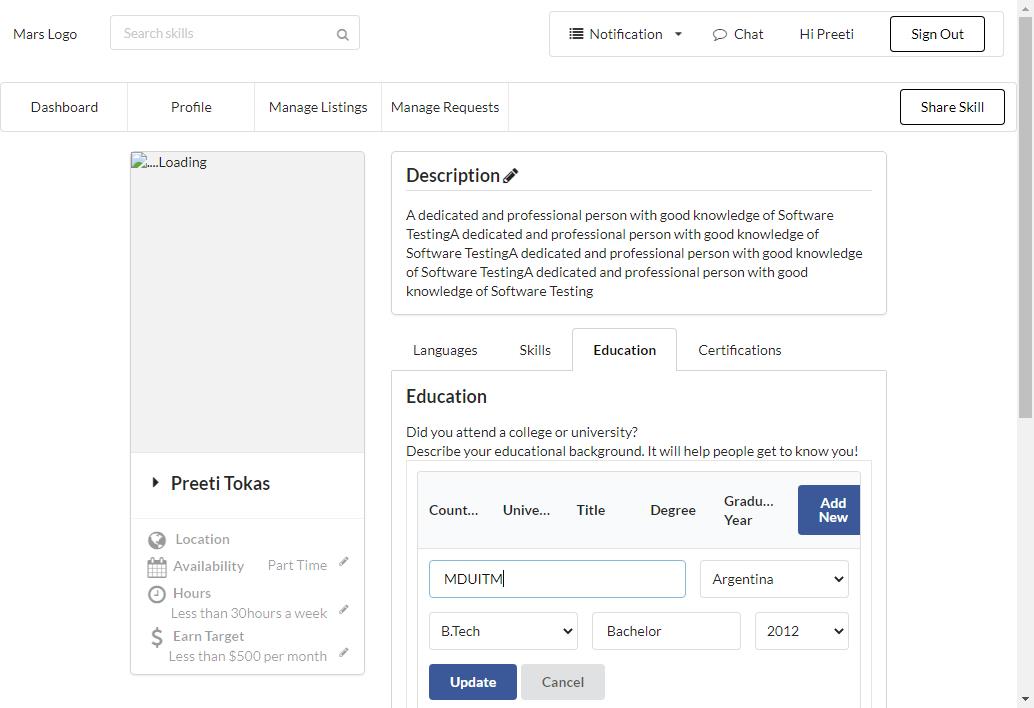 Mars Logo
Search skills
Notification
Chat
Hi Preeti
Sign Out
Dashboard
Profile
Manage Listings
Manage Requests
Share Skill
....Loading
Preeti Tokas
Location
Availability
Part Time
Hours
Less than 30hours a week
Earn Target
Less than $500 per month
Description
A dedicated and professional person with good knowledge of Software
TestingA dedicated and professional person with good knowledge of
Software TestingA dedicated and professional person with good knowledge
of Software TestingA dedicated and professional person with good
knowledge of Software Testing
Languages
Skills
Education
Certifications
Education
Did you attend a college or university?
Describe your educational background. It will help people get to know you!
Count...
Unive...
Title
Degree
Gradu...
Year
Add
New
MDUITM
Argentina
B.Tech
Bachelor
2012
Update
Cancel